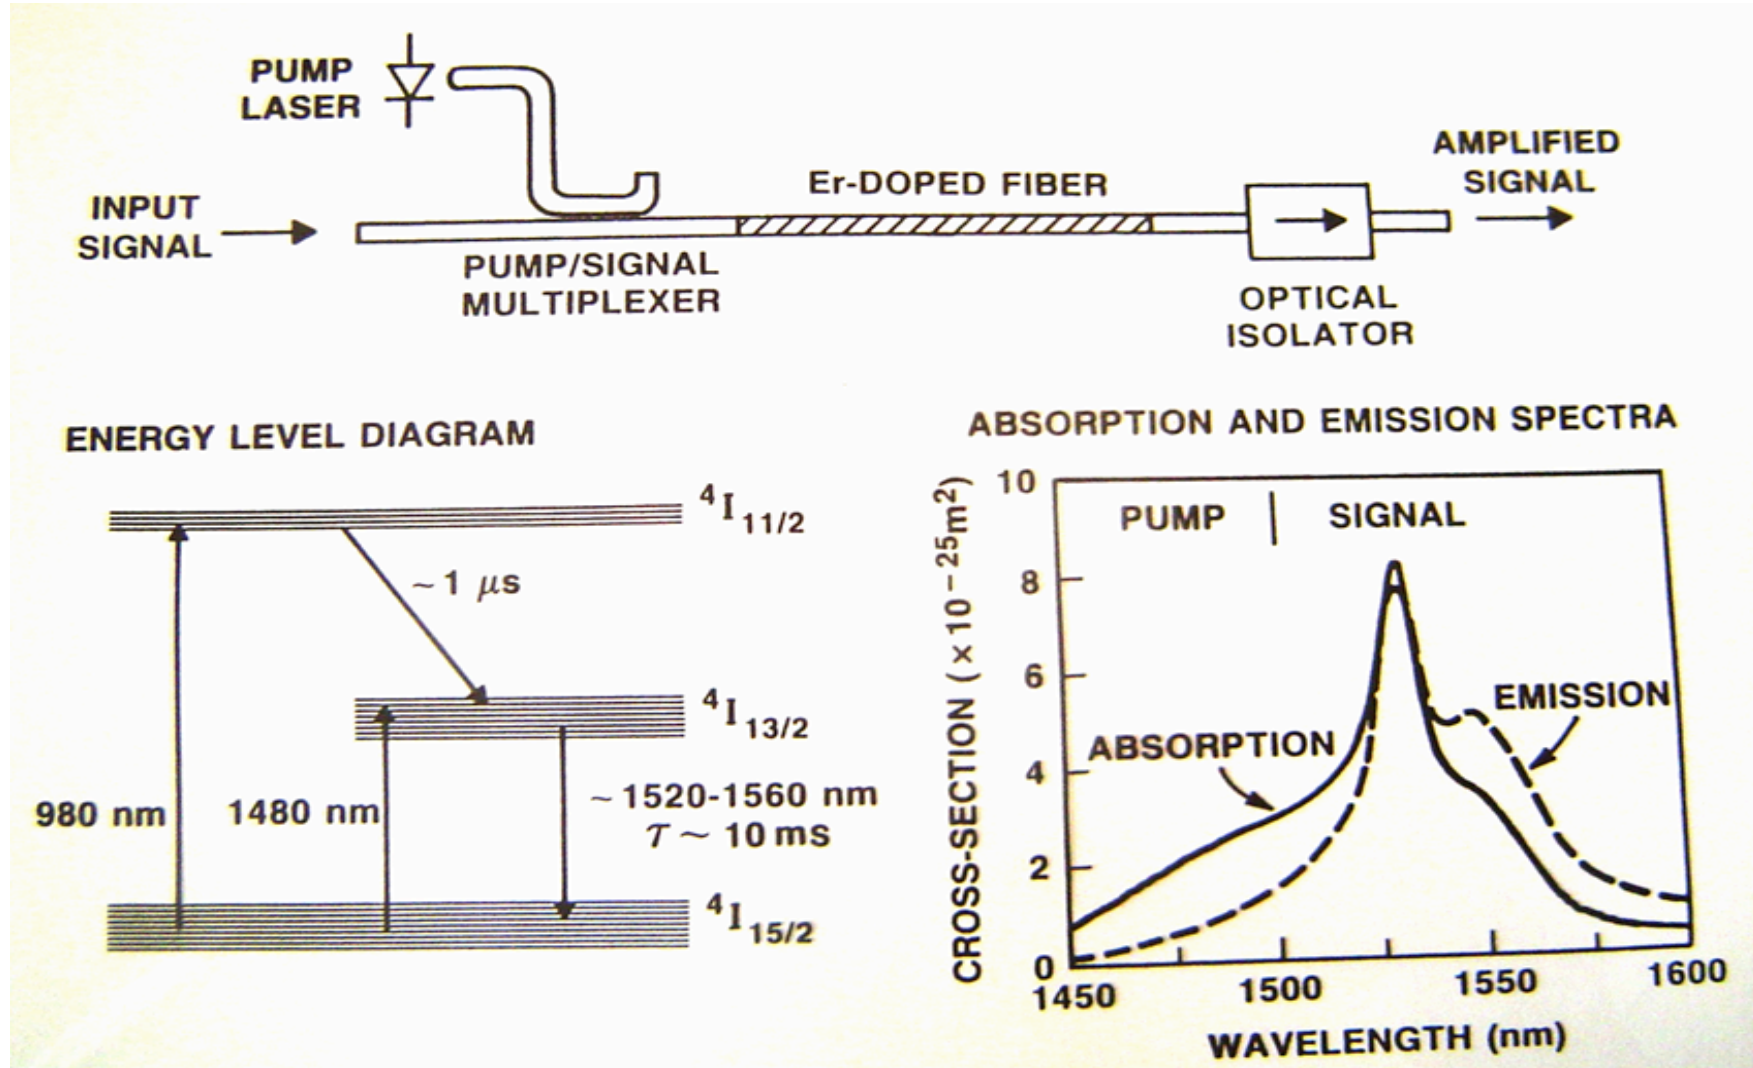 PUMP
LASER
INPUT
SIGNAL
Er-DOPED FIBER
AMPLIFIED
SIGNAL
PUMP/SIGNAL
MULTIPLEXER
OPTICAL
ISOLATOR
ENERGY LEVEL DIAGRAM
⁴I₁₁/₂
~ 1 μs
⁴I₁₃/₂
980 nm
1480 nm
~ 1520-1560 nm
τ ~ 10 ms
⁴I₁₅/₂
ABSORPTION AND EMISSION SPECTRA
CROSS-SECTION (× 10⁻²⁵m²)
10
8
6
4
2
0
PUMP | SIGNAL
EMISSION
ABSORPTION
1450
1500
1550
1600
WAVELENGTH (nm)